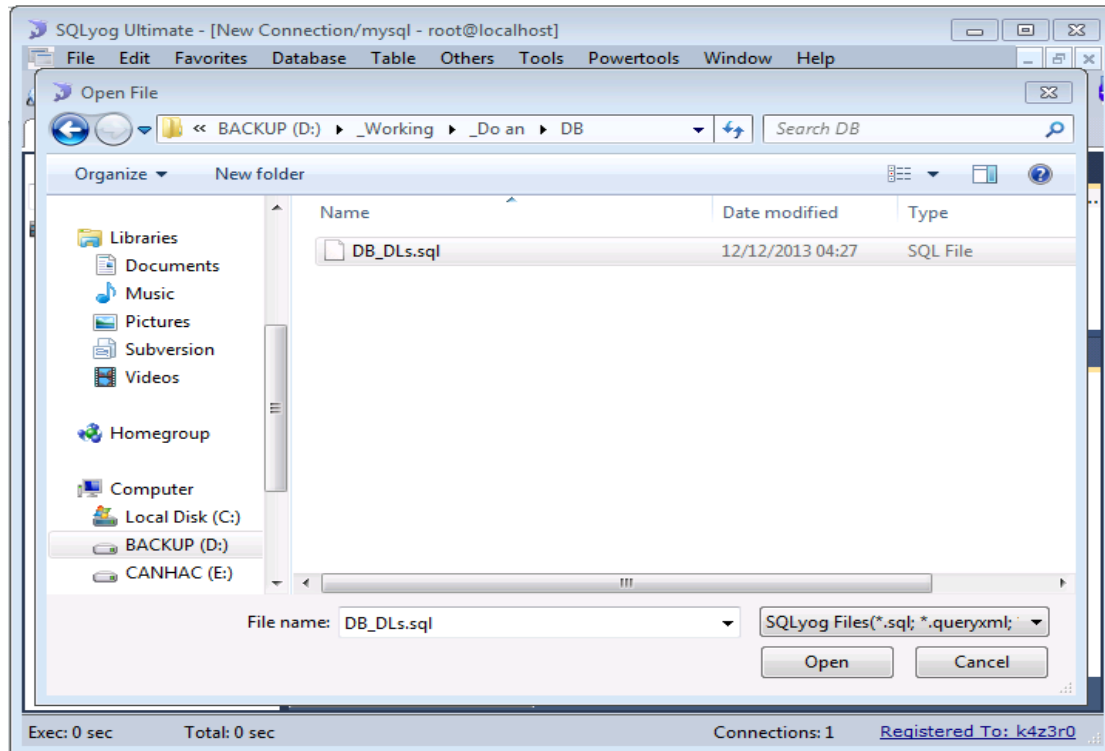 SQLyog Ultimate - [New Connection/mysql - root@localhost]
File Edit Favorites Database Table Others Tools Powertools Window Help
Open File
« BACKUP (D:) ▸ _Working ▸ _Do an ▸ DB
Search DB
Organize New folder
Name Date modified Type
DB_DLs.sql 12/12/2013 04:27 SQL File
Libraries
Documents
Music
Pictures
Subversion
Videos
Homegroup
Computer
Local Disk (C:)
BACKUP (D:)
CANHAC (E:)
File name: DB_DLs.sql SQLyog Files(*.sql; *.queryxml;
Open Cancel
Exec: 0 sec Total: 0 sec Connections: 1 Registered To: k4z3r0